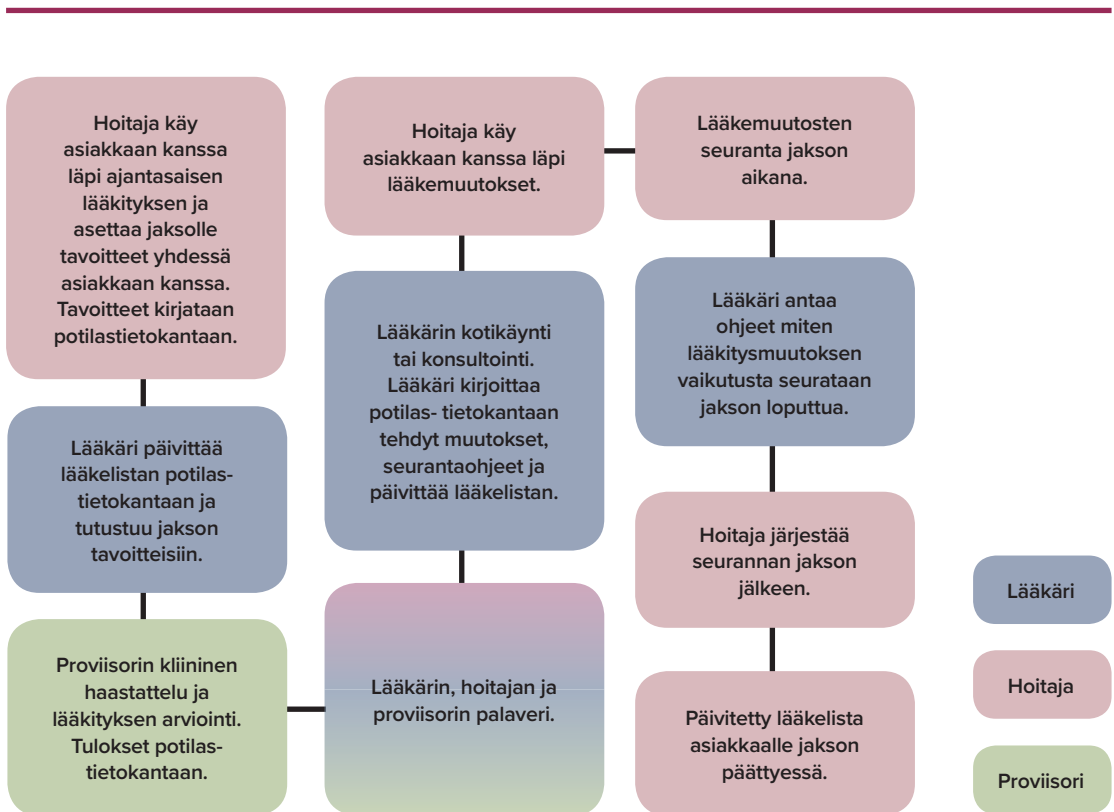 Hoitaja käy
asiakkaan kanssa
läpi ajantasaisen
lääkityksen ja
asettaa jaksolle
tavoitteet yhdessä
asiakkaan kanssa.
Tavoitteet kirjataan
potilastietokantaan.
Lääkäri päivittää
lääkelistan potilas-
tietokantaan ja
tutustuu jakson
tavoitteisiin.
Proviisorin kliininen
haastattelu ja
lääkityksen arviointi.
Tulokset potilas-
tietokantaan.
Lääkärin, hoitajan ja
proviisorin palaveri.
Lääkärin kotikäynti
tai konsultointi.
Lääkäri kirjoittaa
potilas- tietokantaan
tehdyt muutokset,
seurantaohjeet ja
päivittää lääkelistan.
Hoitaja käy
asiakkaan kanssa läpi
lääkemuutokset.
Lääkemuutosten
seuranta jakson
aikana.
Lääkäri antaa
ohjeet miten
lääkitysmuutoksen
vaikutusta seurataan
jakson loputtua.
Hoitaja järjestää
seurannan jakson
jälkeen.
Päivitetty lääkelista
asiakkaalle jakson
päättyessä.
Lääkäri
Hoitaja
Proviisori